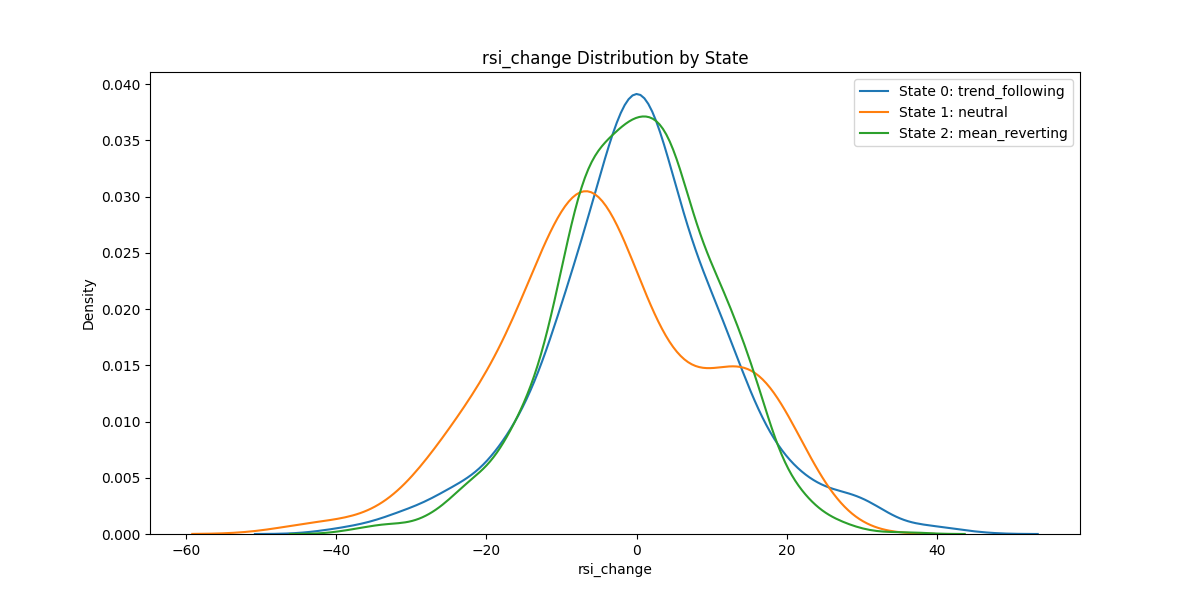 rsi_change Distribution by State
State 0: trend_following
State 1: neutral
State 2: mean_reverting
Density
0.040
0.035
0.030
0.025
0.020
0.015
0.010
0.005
0.000
−60 −40 −20 0 20 40
rsi_change